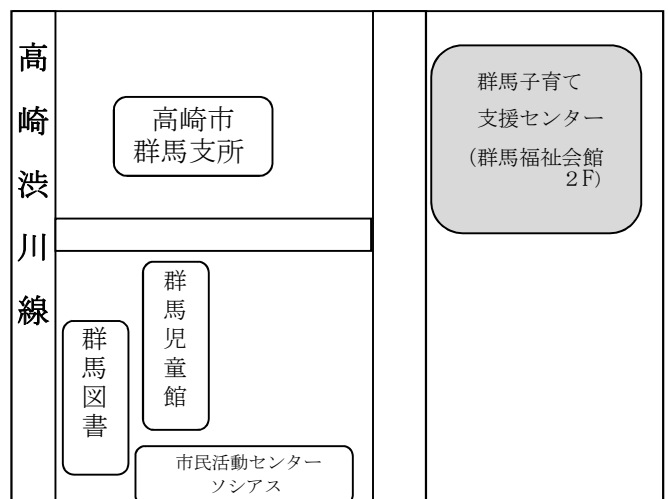 高崎渋川線
高崎市
群馬支所
群馬子育て
支援センター
(群馬福祉会館
２F)
群馬児童館
群馬図書
市民活動センター
ソシアス